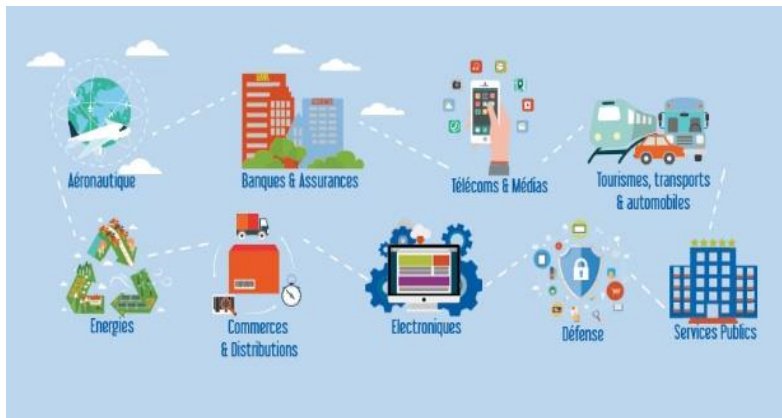 Aéronautique
Banques & Assurances
Télécoms & Médias
Tourismes, transports
& automobiles
Energies
Commerces
& Distributions
Electroniques
Défense
Services Publics